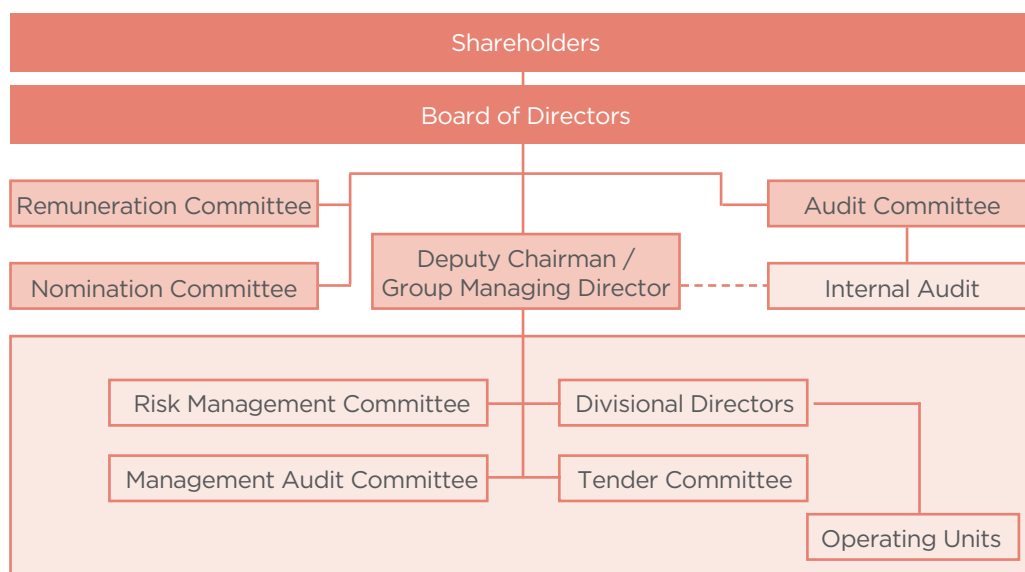 Shareholders
Board of Directors
Remuneration Committee
Audit Committee
Deputy Chairman /
Group Managing Director
Nomination Committee
Internal Audit
Risk Management Committee
Divisional Directors
Management Audit Committee
Tender Committee
Operating Units